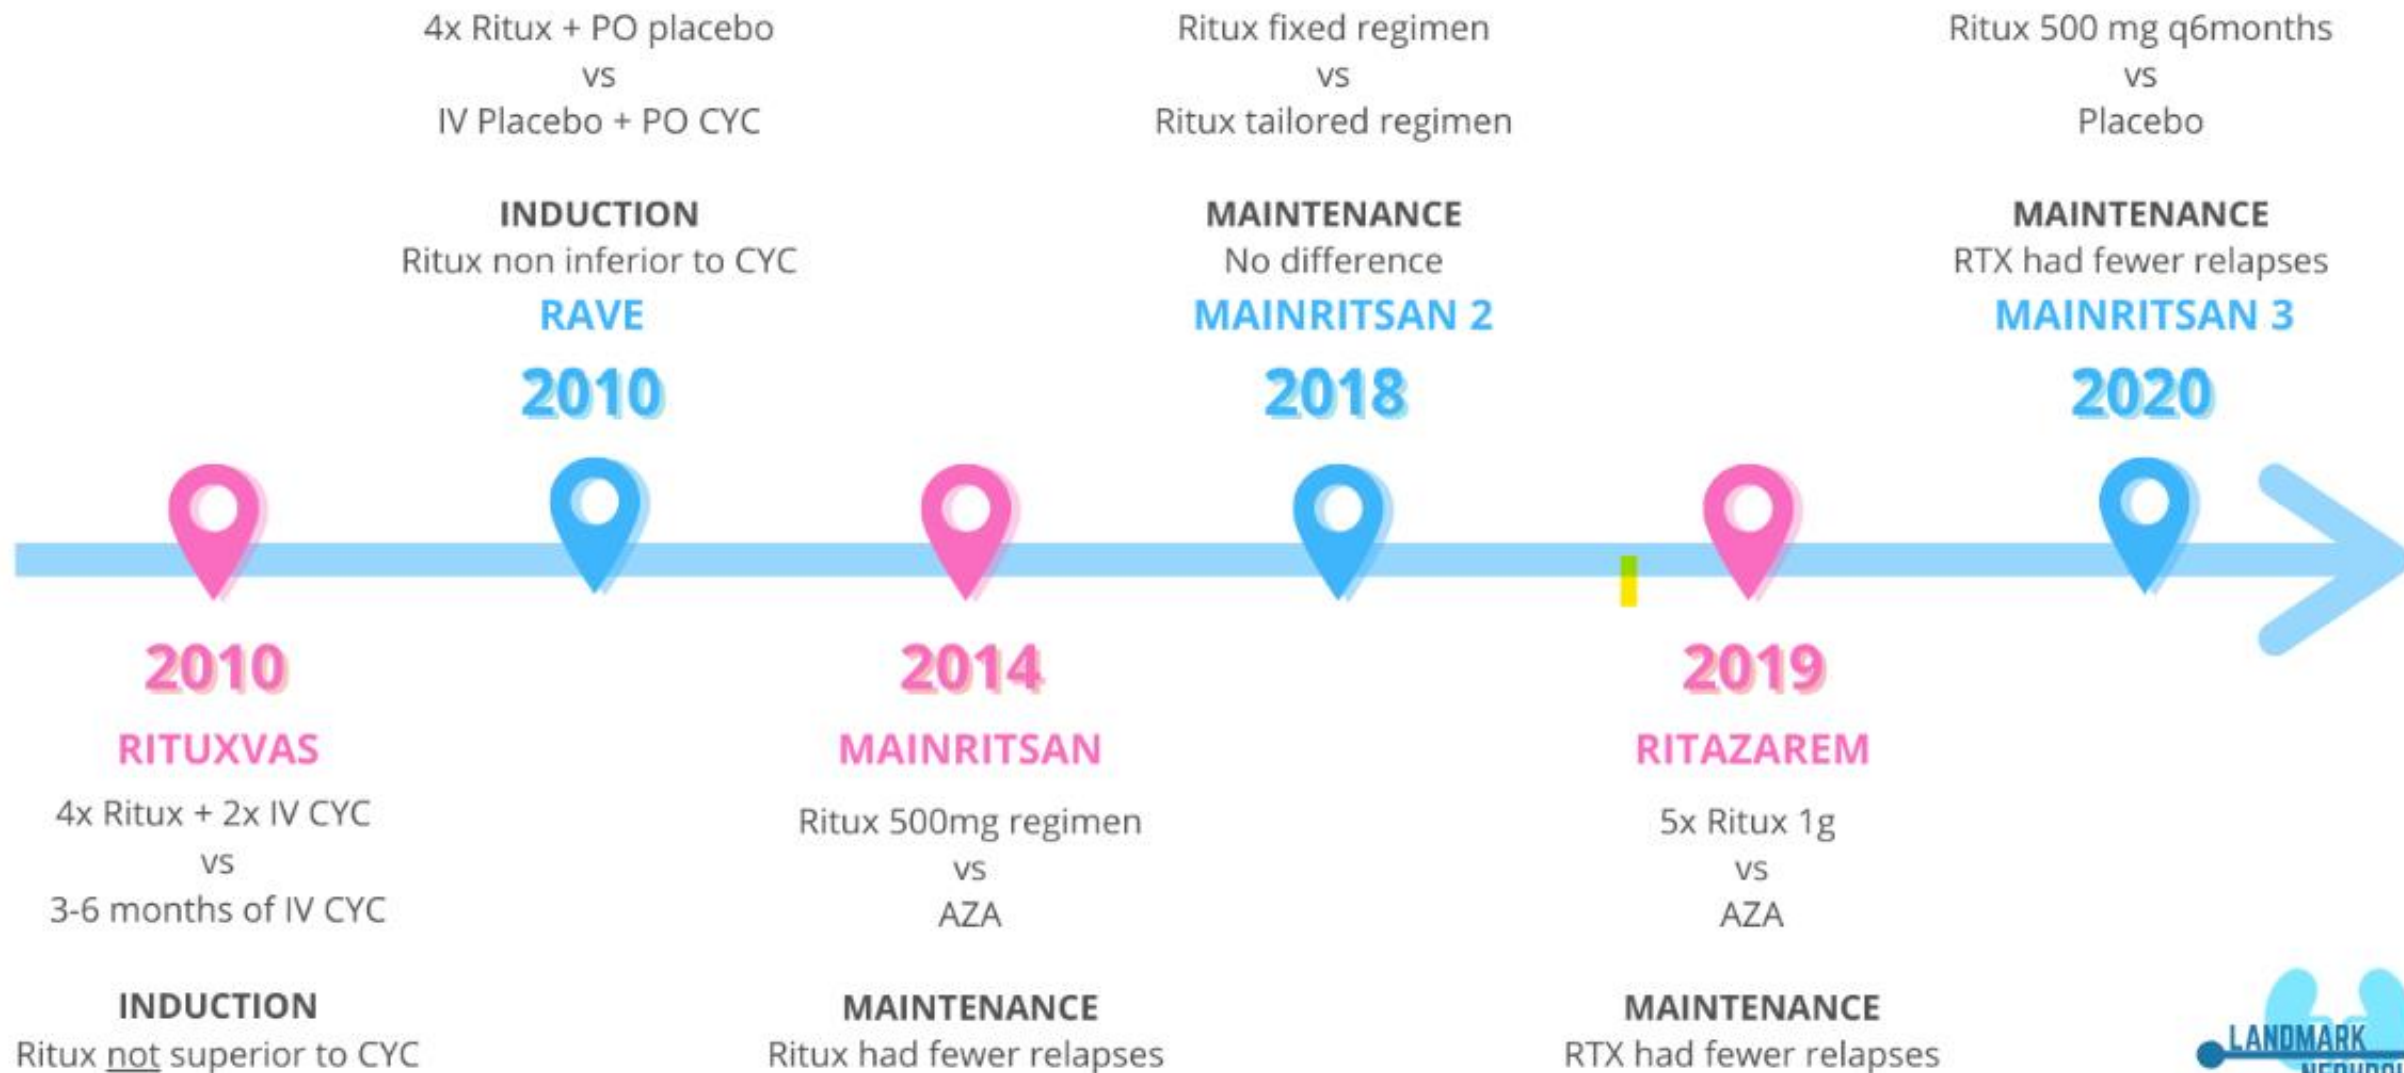 4x Ritux + PO placebo
vs
IV Placebo + PO CYC
INDUCTION
Ritux non inferior to CYC
RAVE
2010
Ritux fixed regimen
vs
Ritux tailored regimen
MAINTENANCE
No difference
MAINRITSAN 2
2018
Ritux 500 mg q6months
vs
Placebo
MAINTENANCE
RTX had fewer relapses
MAINRITSAN 3
2020
2010
RITUXVAS
4x Ritux + 2x IV CYC
vs
3-6 months of IV CYC
INDUCTION
Ritux not superior to CYC
2014
MAINRITSAN
Ritux 500mg regimen
vs
AZA
MAINTENANCE
Ritux had fewer relapses
2019
RITAZAREM
5x Ritux 1g
vs
AZA
MAINTENANCE
RTX had fewer relapses
LANDMARK